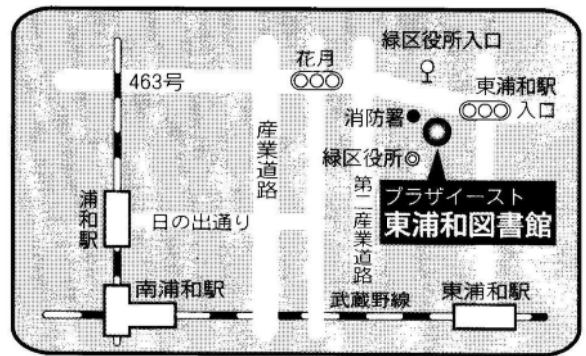 緑区役所入口
花月
463号
東浦和駅
入口
消防署
産業道路
緑区役所
プラザイースト
東浦和図書館
第二産業道路
浦和駅
日の出通り
南浦和駅
武蔵野線
東浦和駅